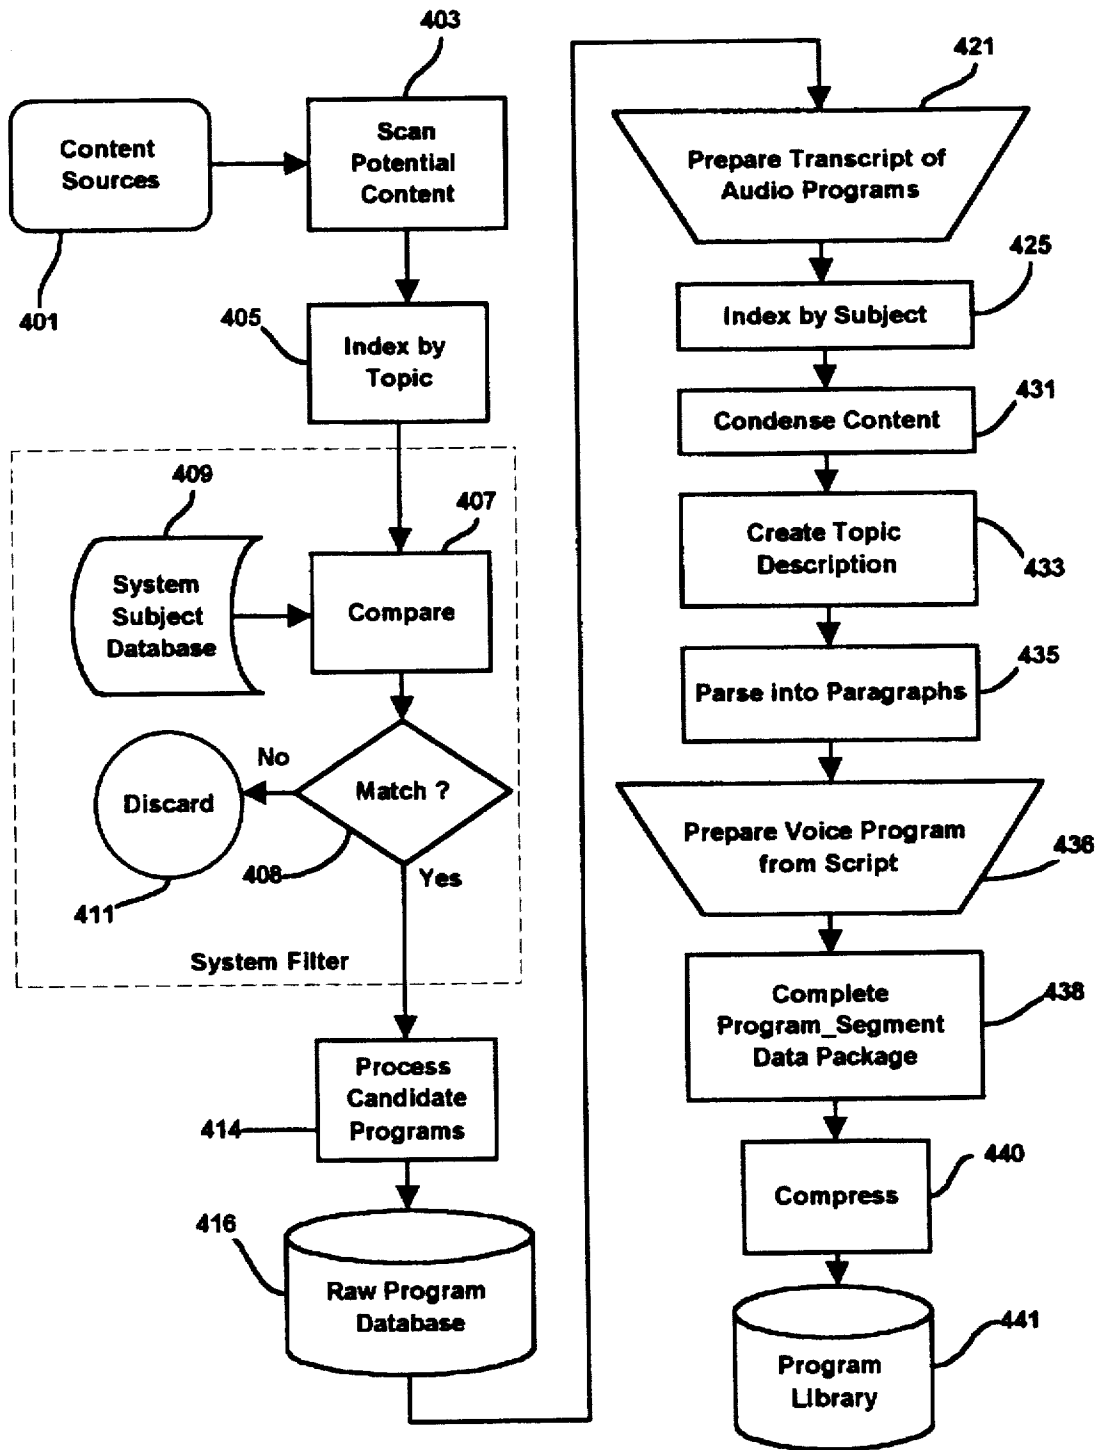 403
Content
Sources
Scan
Potential
Content
401
405
Index by
Topic
409
407
System
Subject
Database
Compare
No
Discard
Match ?
408
Yes
411
System Filter
Process
Candidate
Programs
414
416
Raw Program
Database
421
Prepare Transcript of
Audio Programs
425
Index by Subject
431
Condense Content
Create Topic
Description
433
435
Parse into Paragraphs
Prepare Voice Program
from Script
436
Complete
Program_Segment
Data Package
438
440
Compress
441
Program
Library